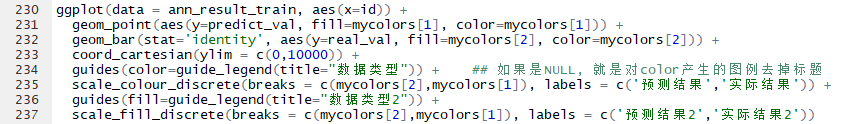 230 ggplot(data = ann_result_train, aes(x=id)) +
231   geom_point(aes(y=predict_val, fill=mycolors[1], color=mycolors[1])) +
232   geom_bar(stat='identity', aes(y=real_val, fill=mycolors[2], color=mycolors[2])) +
233   coord_cartesian(ylim = c(0,10000)) +
234   guides(color=guide_legend(title="数据类型")) +    ## 如果是NULL，就是对color产生的图例去掉标题
235   scale_colour_discrete(breaks = c(mycolors[2],mycolors[1]), labels = c('预测结果','实际结果')) +
236   guides(fill=guide_legend(title="数据类型2")) +
237   scale_fill_discrete(breaks = c(mycolors[2],mycolors[1]), labels = c('预测结果2','实际结果2'))